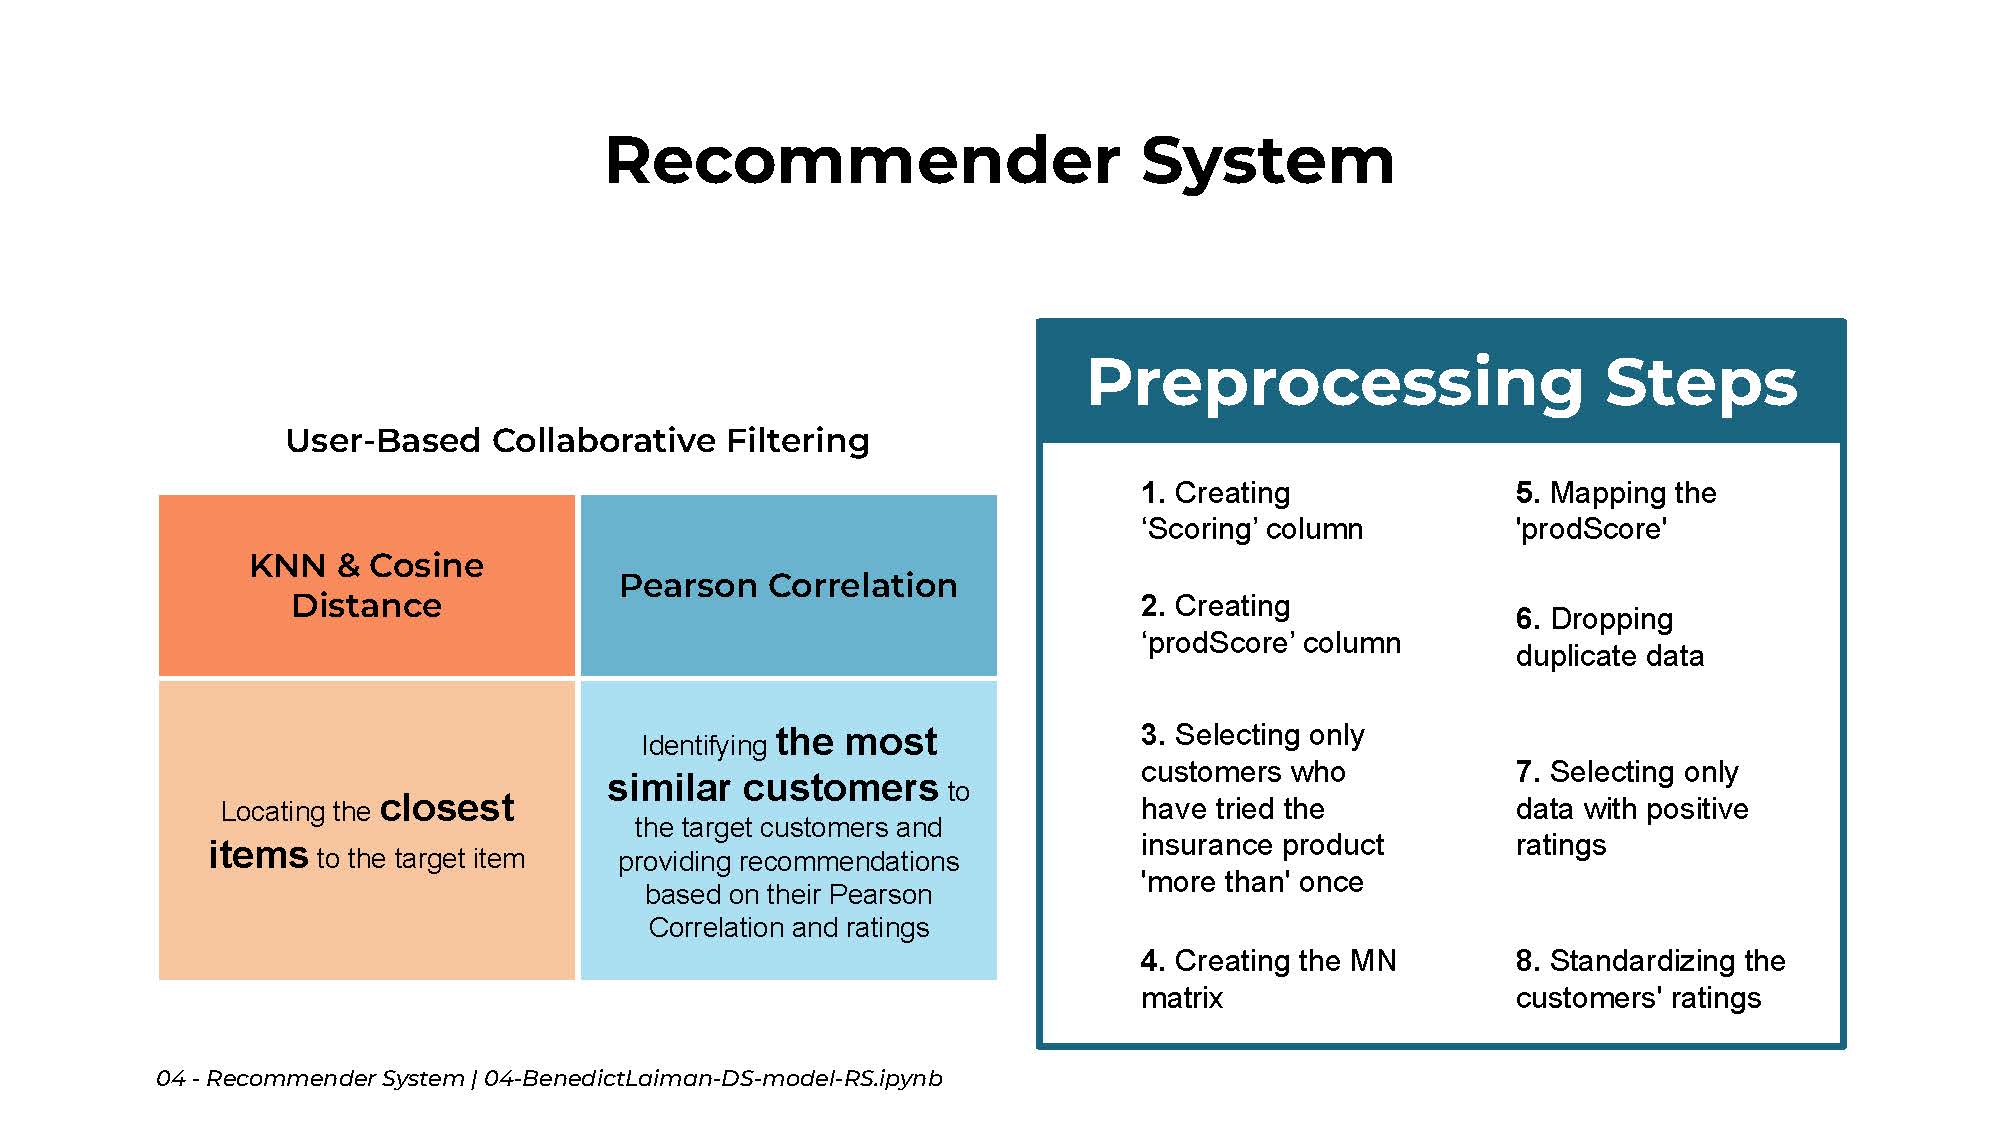 Recommender System
User-Based Collaborative Filtering
KNN & Cosine
Distance
Pearson Correlation
Locating the closest
items to the target item
Identifying the most
similar customers to
the target customers and
providing recommendations
based on their Pearson
Correlation and ratings
Preprocessing Steps
1. Creating
‘Scoring’ column
2. Creating
‘prodScore’ column
3. Selecting only
customers who
have tried the
insurance product
'more than' once
4. Creating the MN
matrix
5. Mapping the
'prodScore'
6. Dropping
duplicate data
7. Selecting only
data with positive
ratings
8. Standardizing the
customers' ratings
04 - Recommender System | 04-BenedictLaiman-DS-model-RS.ipynb